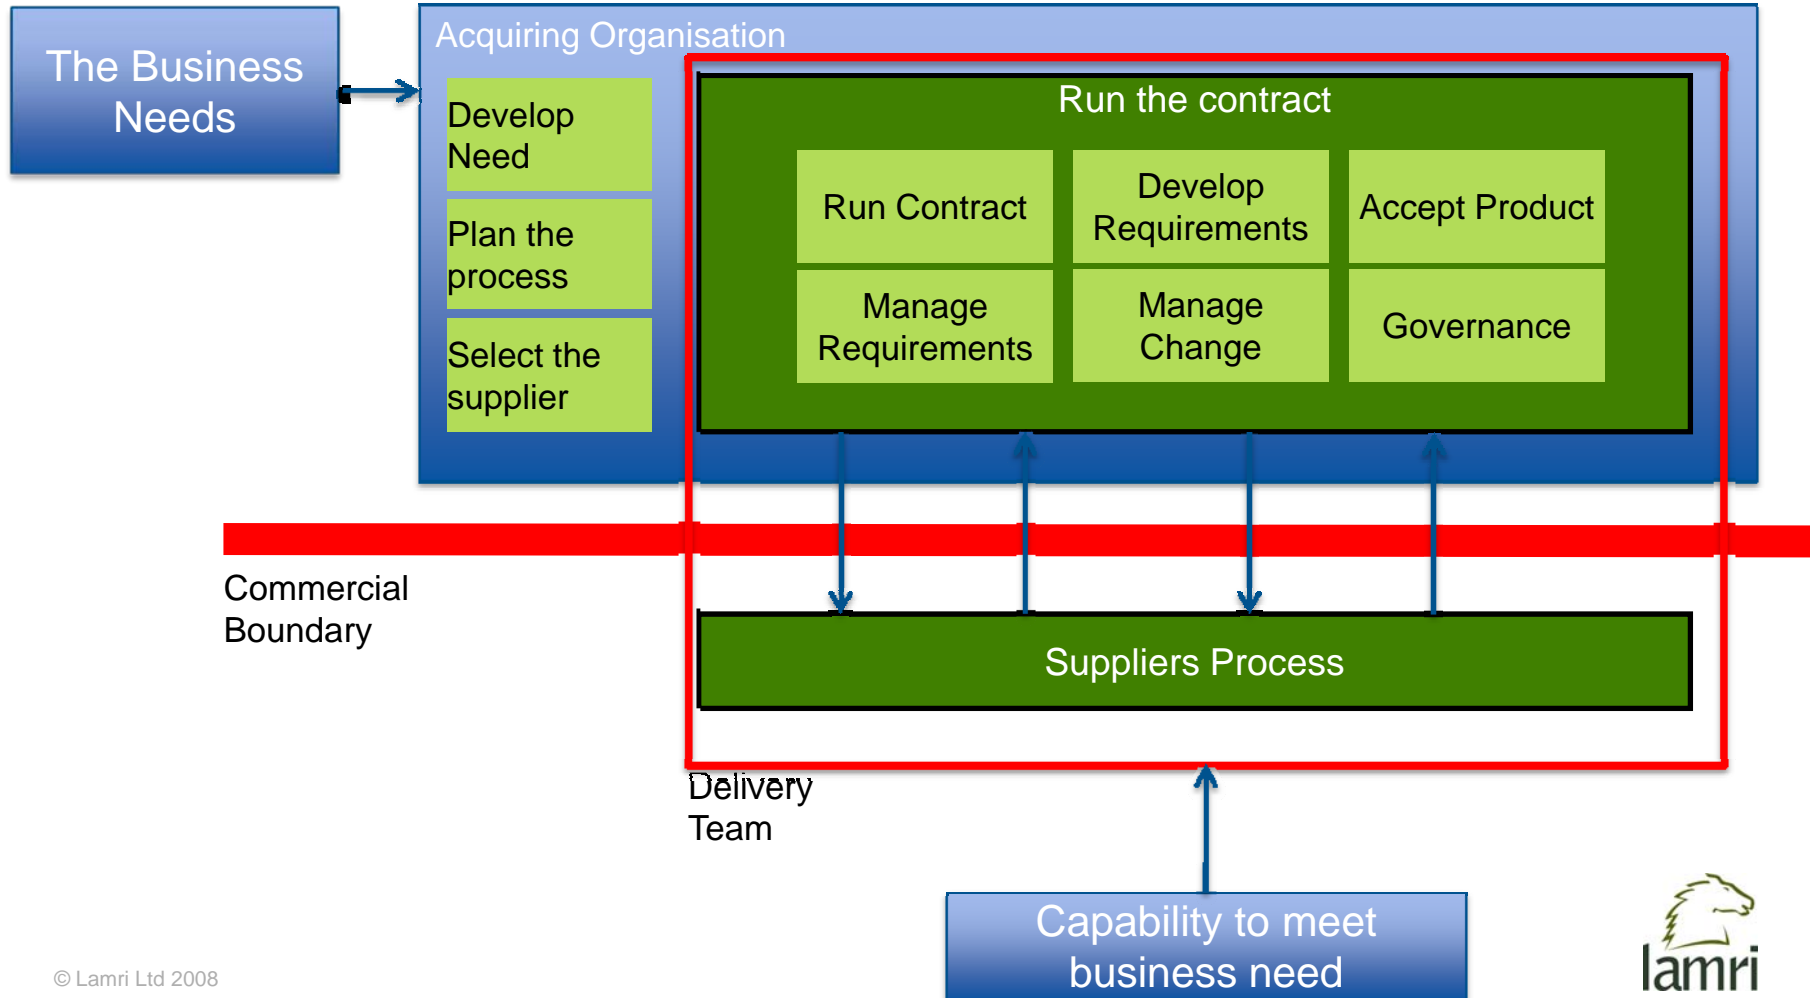 The Business
Needs
Acquiring Organisation
Develop
Need
Plan the
process
Select the
supplier
Run the contract
Run Contract
Develop
Requirements
Accept Product
Manage
Requirements
Manage
Change
Governance
Commercial
Boundary
Suppliers Process
Delivery
Team
Capability to meet
business need
© Lamri Ltd 2008
lamri